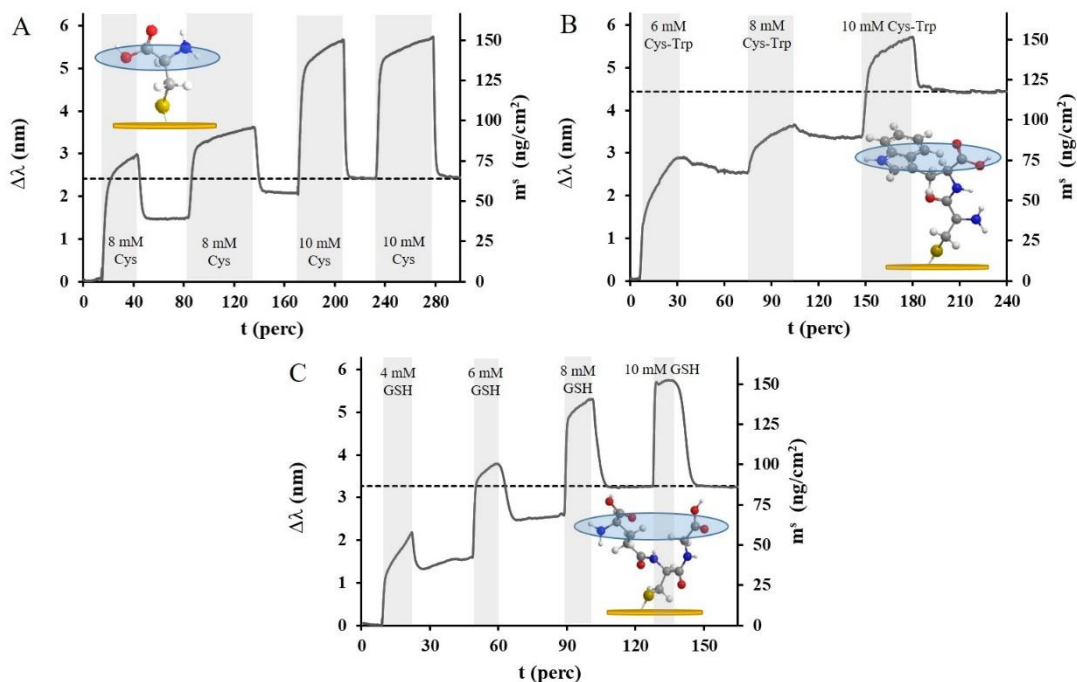 A
6
5
4
3
2
1
0
Δλ (nm)
8 mM
Cys
8 mM
Cys
10 mM
Cys
10 mM
Cys
150
125
100
75
50
25
0
mˢ (ng/cm²)
0 40 80 120 160 200 240 280
t (perc)
B
6
5
4
3
2
1
0
Δλ (nm)
6 mM
Cys-Trp
8 mM
Cys-Trp
10 mM Cys-Trp
150
125
100
75
50
25
0
mˢ (ng/cm²)
0 30 60 90 120 150 180 210 240
t (perc)
C
6
5
4
3
2
1
0
Δλ (nm)
4 mM
GSH
6 mM
GSH
8 mM
GSH
10 mM GSH
150
125
100
75
50
25
0
mˢ (ng/cm²)
0 30 60 90 120 150
t (perc)